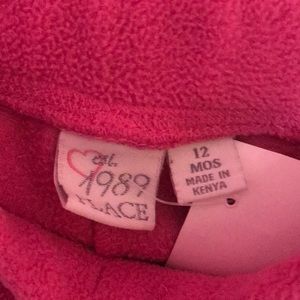 est.
1989
PLACE
12
MOS
MADE IN
KENYA